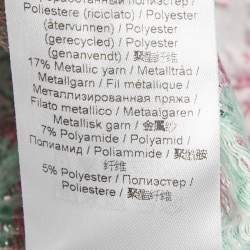 Poliestere (riciclato) / Polyester
(återvunnen) / Polyester
(gerecycled) / Polyester
(genanvendt) / 聚酯纤维
17% Metallic yarn / Metalltråd /
Metallgarn / Fil métallique /
Металлизированная пряжа /
Filato metallico / Metaalgaren /
Metallisk garn / 金属
7% Polyamide / Polyamid /
Полиамид / Poliammide / 聚酰胺
纤维
5% Polyester / Полиэстер /
Poliestere / 聚酯纤维